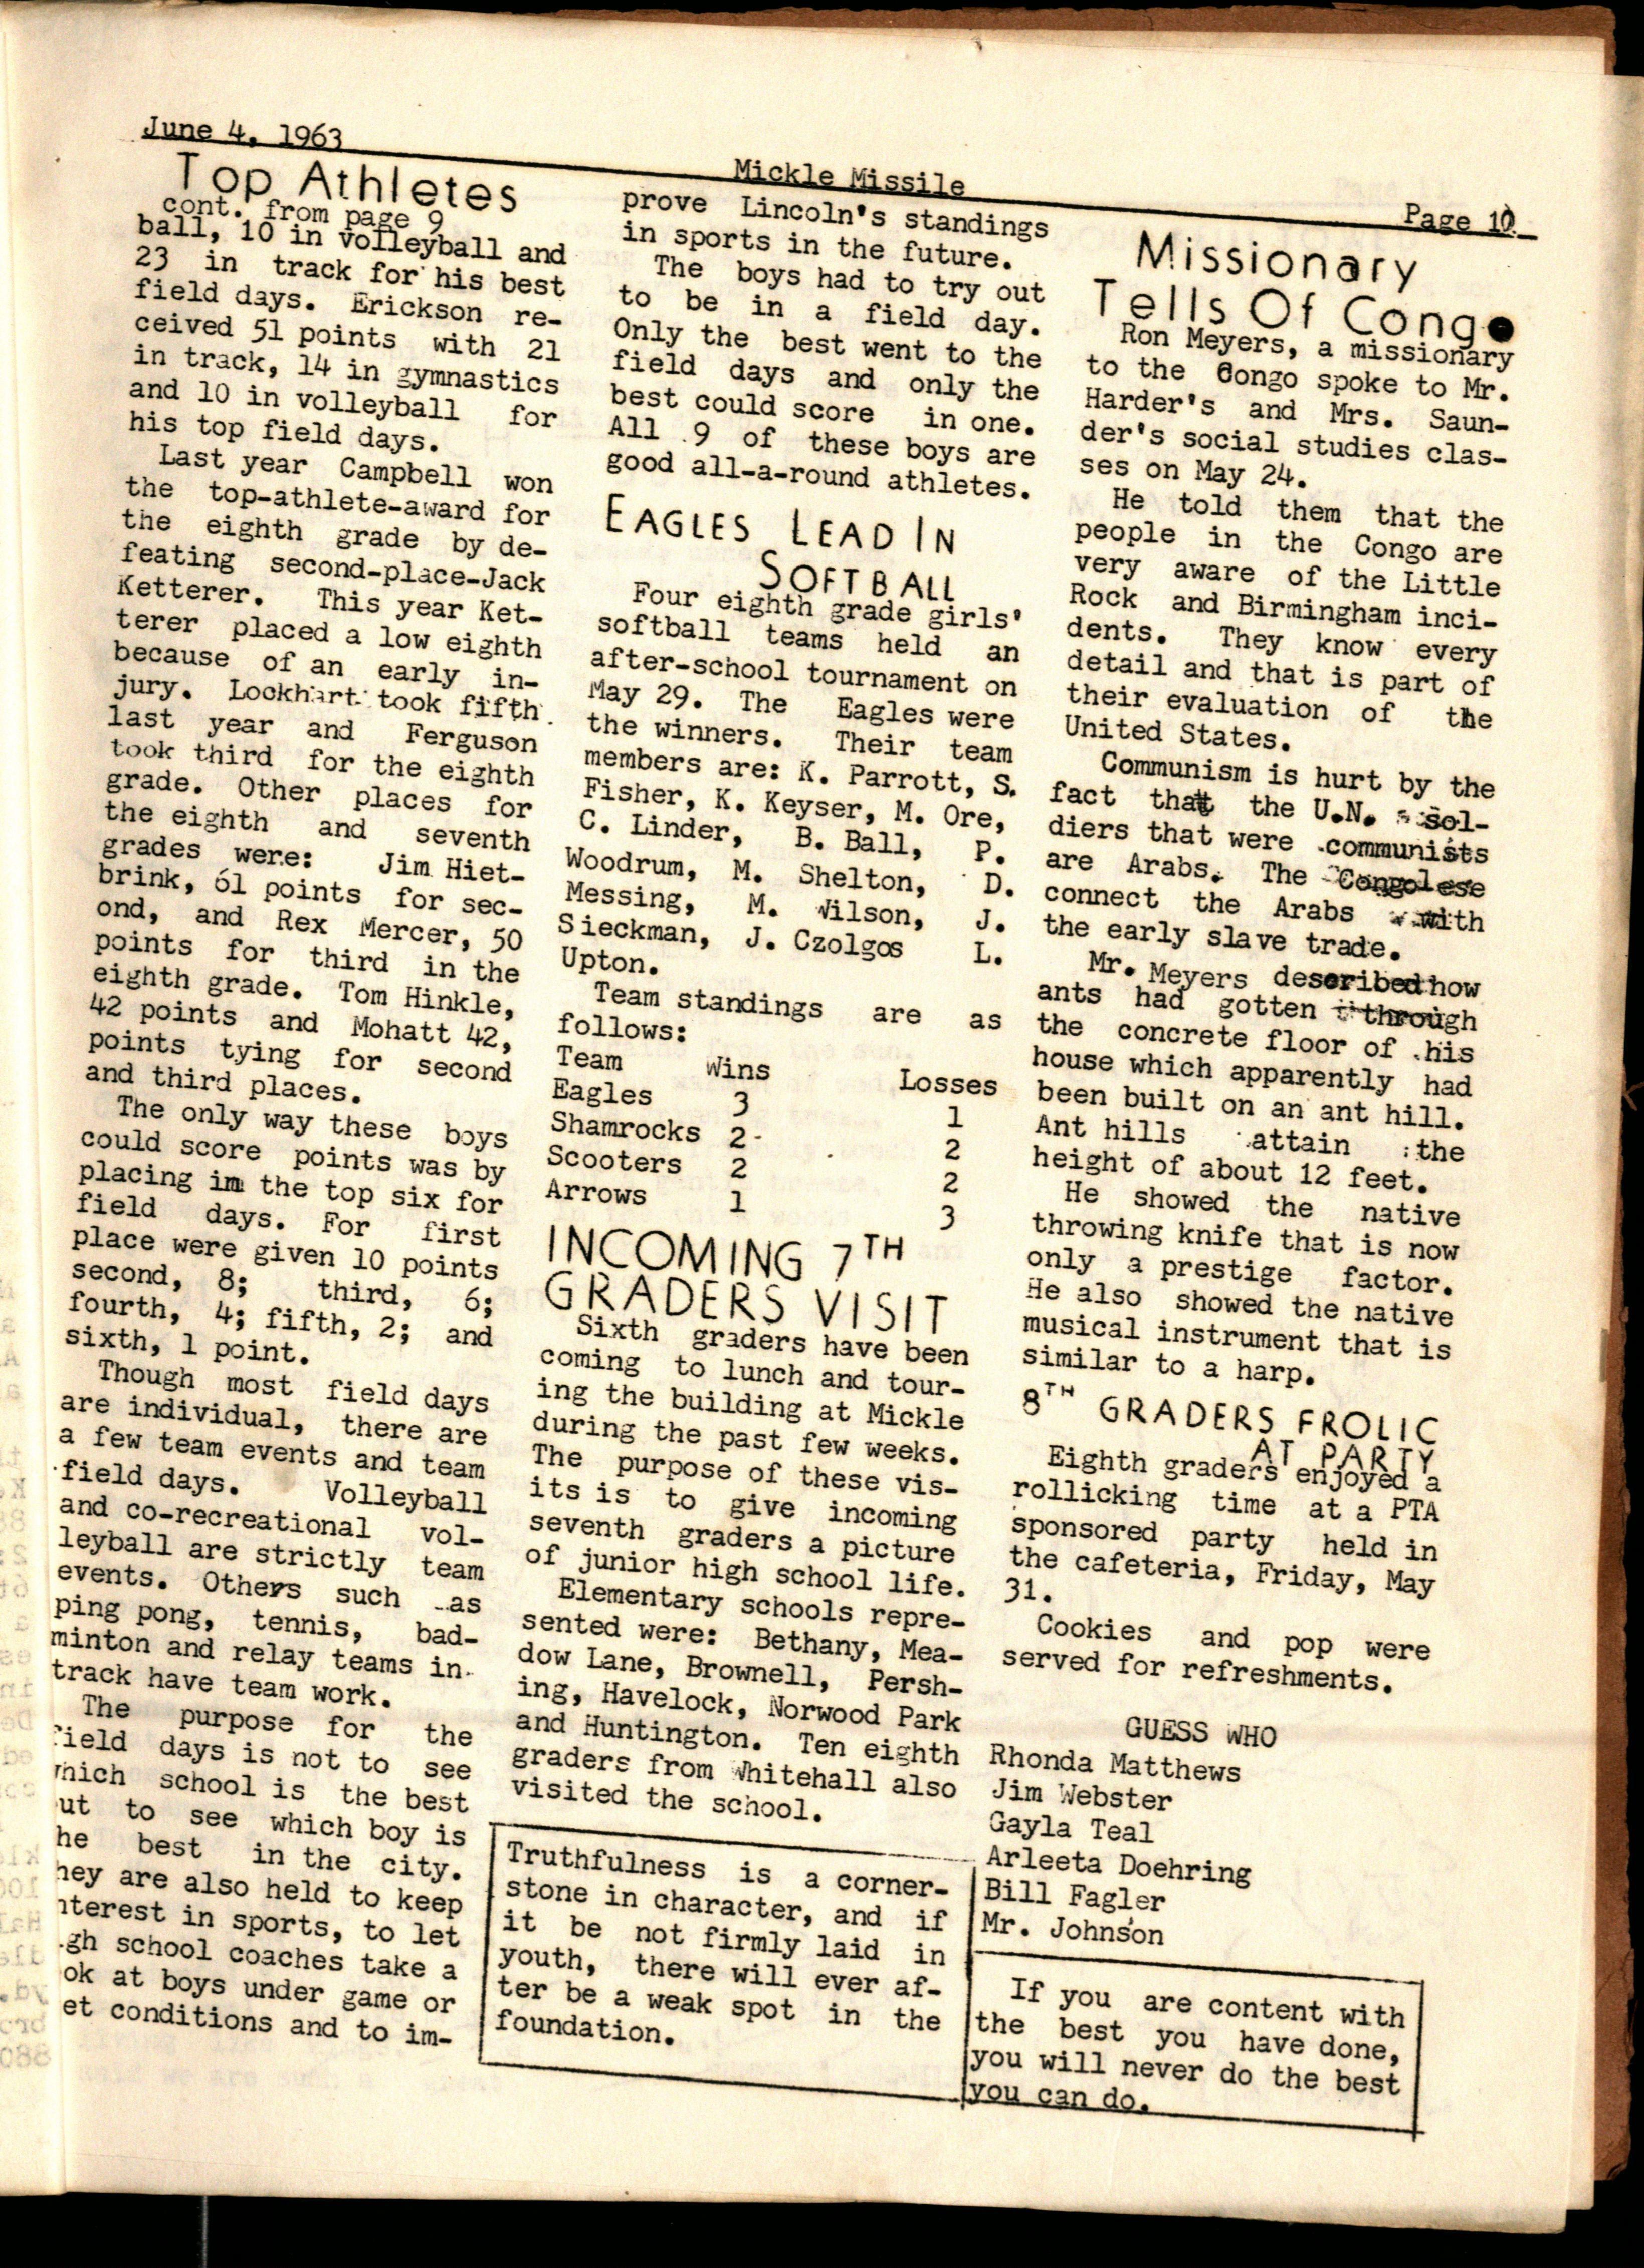 June 4, 1963
Mickle Missile
Page 10
Top Athletes
cont. from page 9
ball, 10 in volleyball and
23 in track for his best
field days. Erickson re-
ceived 51 points with 21
in track, 14 in gymnastics
and 10 in volleyball for
his top field days.
Last year Campbell won
the top-athlete-award for
the eighth grade by de-
feating second-place-Jack
Ketterer. This year Ket-
terer placed a low eighth
because of an early in-
jury. Lockhart took fifth
last year and Ferguson
took third for the eighth
grade. Other places for
the eighth and seventh
grades were: Jim Hiet-
brink, 61 points for sec-
ond, and Rex Mercer, 50
points for third in the
eighth grade. Tom Hinkle,
42 points and Mohatt 42,
points tying for second
and third places.
The only way these boys
could score points was by
placing in the top six for
field days. For first
place were given 10 points
second, 8; third, 6;
fourth, 4; fifth, 2; and
sixth, 1 point.
Though most field days
are individual, there are
a few team events and team
field days. Volleyball
and co-recreational vol-
leyball are strictly team
events. Others such as
ping pong, tennis, bad-
minton and relay teams in
track have team work.
The purpose for the
ield days is not to see
hich school is the best
ut to see which boy is
he best in the city.
hey are also held to keep
nterest in sports, to let
gh school coaches take a
ok at boys under game or
et conditions and to im-
prove Lincoln's standings
in sports in the future.
The boys had to try out
to be in a field day.
Only the best went to the
field days and only the
best could score in one.
All 9 of these boys are
good all-a-round athletes.
EAGLES LEAD IN
SOFTBALL
Four eighth grade girls'
softball teams held an
after-school tournament on
May 29. The Eagles were
the winners. Their team
members are: K. Parrott, S.
Fisher, K. Keyser, M. Ore,
C. Linder, B. Ball, P.
Woodrum, M. Shelton, D.
Messing, M. Wilson, J.
Sieckman, J. Czolgos L.
Upton.
Team standings are as
follows:
Team Wins Losses
Eagles 3 1
Shamrocks 2 2
Scooters 2 2
Arrows 1 3
INCOMING 7TH
GRADERS VISIT
Sixth graders have been
coming to lunch and tour-
ing the building at Mickle
during the past few weeks.
The purpose of these vis-
its is to give incoming
seventh graders a picture
of junior high school life.
Elementary schools repre-
sented were: Bethany, Mea-
dow Lane, Brownell, Persh-
ing, Havelock, Norwood Park
and Huntington. Ten eighth
graders from Whitehall also
visited the school.
Truthfulness is a corner-
stone in character, and if
it be not firmly laid in
youth, there will ever af-
ter be a weak spot in the
foundation.
Missionary
Tells Of Congo
Ron Meyers, a missionary
to the Congo spoke to Mr.
Harder's and Mrs. Saun-
der's social studies clas-
ses on May 24.
He told them that the
people in the Congo are
very aware of the Little
Rock and Birmingham inci-
dents. They know every
detail and that is part of
their evaluation of the
United States.
Communism is hurt by the
fact that the U.N. sol-
diers that were communists
are Arabs. The Congolese
connect the Arabs with
the early slave trade.
Mr. Meyers described how
ants had gotten through
the concrete floor of his
house which apparently had
been built on an ant hill.
Ant hills attain the
height of about 12 feet.
He showed the native
throwing knife that is now
only a prestige factor.
He also showed the native
musical instrument that is
similar to a harp.
8TH GRADERS FROLIC
AT PARTY
Eighth graders enjoyed a
rollicking time at a PTA
sponsored party held in
the cafeteria, Friday, May
31.
Cookies and pop were
served for refreshments.
GUESS WHO
Rhonda Matthews
Jim Webster
Gayla Teal
Arleeta Doehring
Bill Fagler
Mr. Johnson
If you are content with
the best you have done,
you will never do the best
you can do.